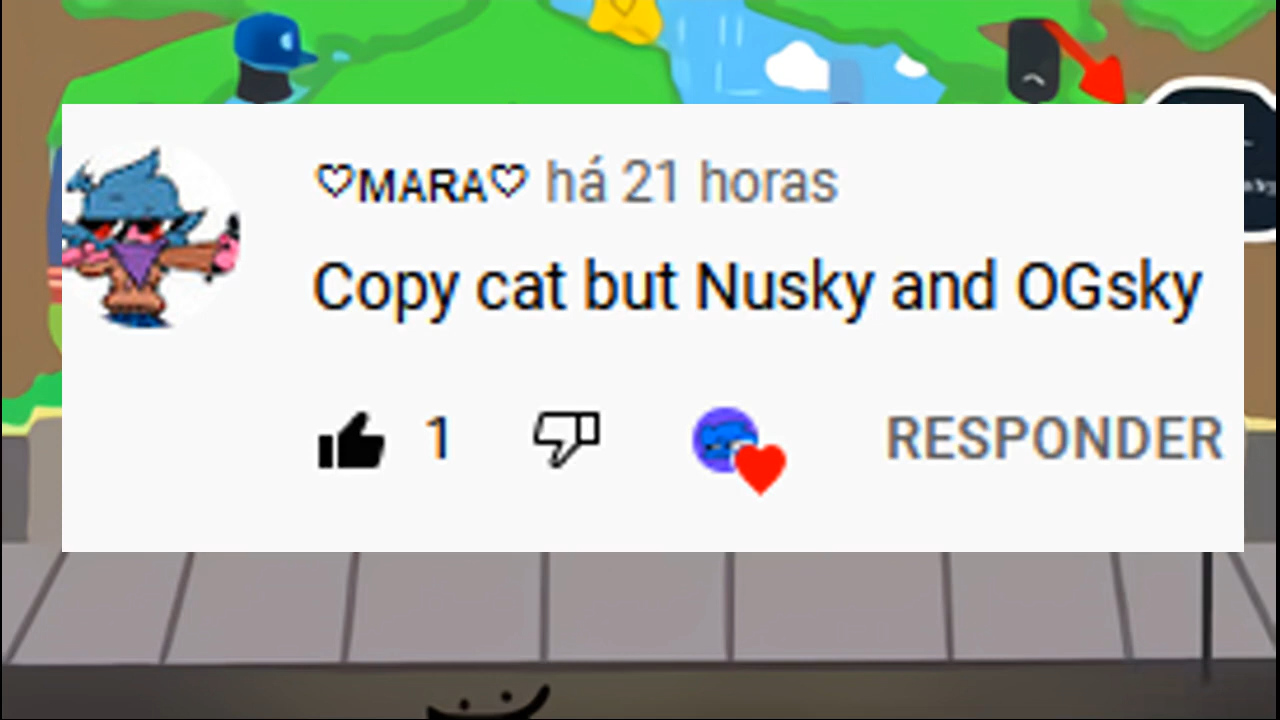 ♡MARA♡ há 21 horas
Copy cat but Nusky and OGsky
1 RESPONDER